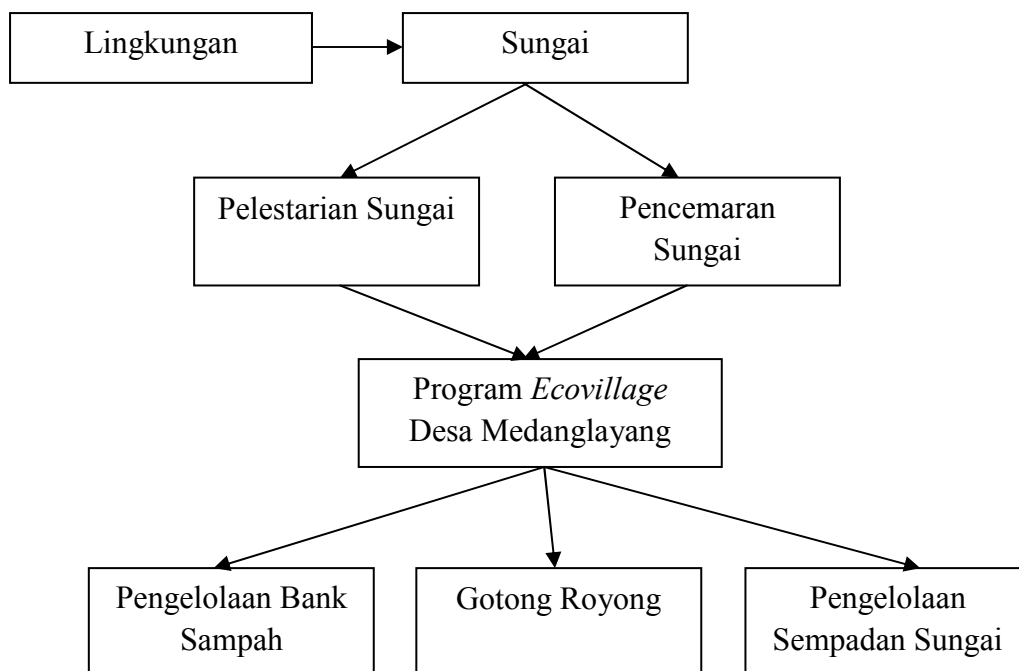 Lingkungan
Sungai
Pelestarian Sungai
Pencemaran
Sungai
Program Ecovillage
Desa Medanglayang
Pengelolaan Bank
Sampah
Gotong Royong
Pengelolaan
Sempadan Sungai